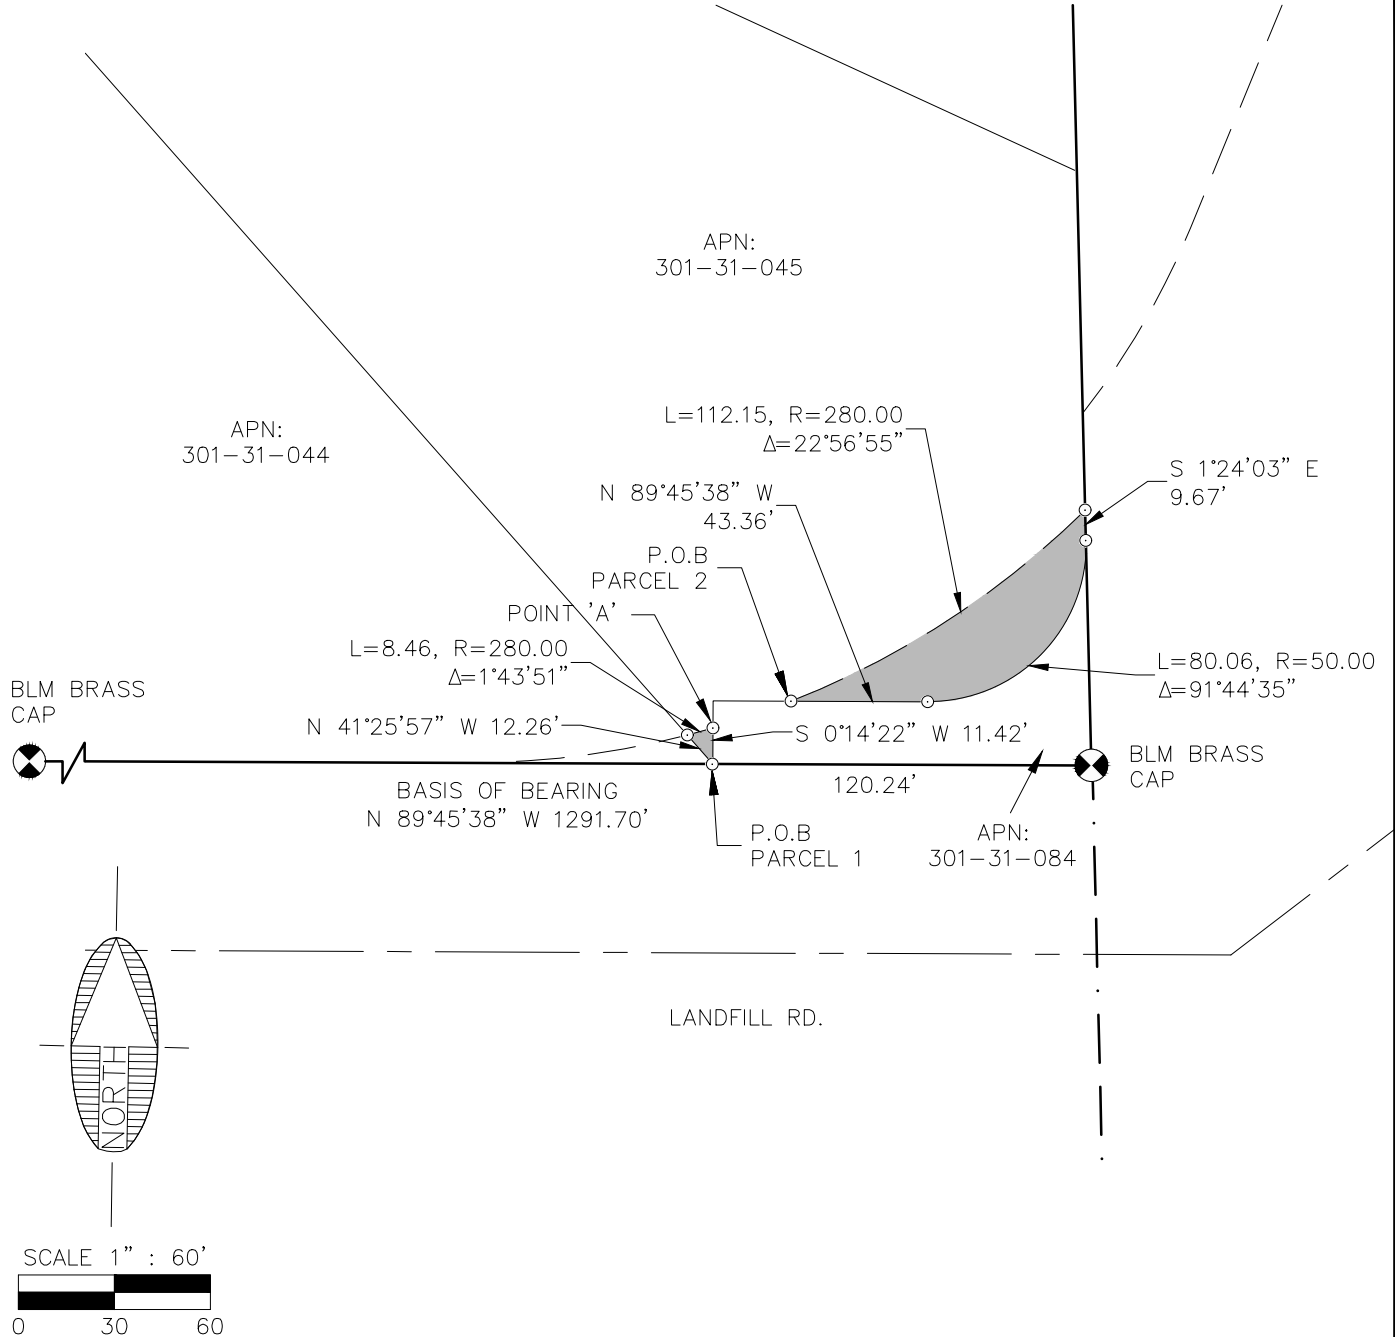 APN:
301-31-045
APN:
301-31-044
L=112.15, R=280.00
Δ=22°56'55"
S 1°24'03" E
9.67'
N 89°45'38" W
43.36'
P.O.B
PARCEL 2
POINT 'A'
L=8.46, R=280.00
Δ=1°43'51"
L=80.06, R=50.00
Δ=91°44'35"
BLM BRASS
CAP
N 41°25'57" W 12.26'
S 0°14'22" W 11.42'
BLM BRASS
CAP
BASIS OF BEARING
N 89°45'38" W 1291.70'
120.24'
P.O.B
PARCEL 1
APN:
301-31-084
LANDFILL RD.
NORTH
SCALE 1" : 60'
0 30 60